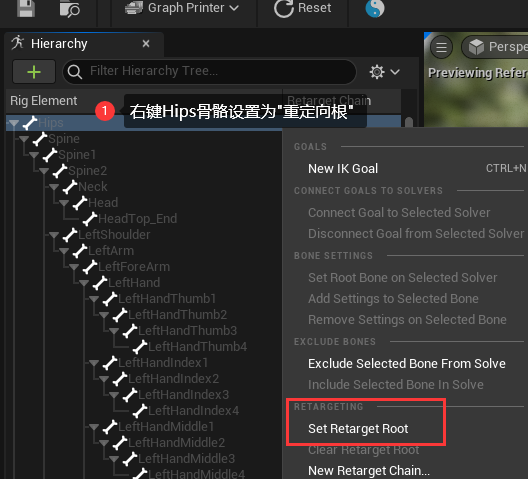 Graph Printer
Reset
Hierarchy
×
Filter Hierarchy Tree...
Perspe
Previewing Refer
Rig Element
Retarget Chain
1
右键Hips骨骼设置为"重定向根"
Hips
Spine
Spine1
Spine2
Neck
Head
HeadTop_End
LeftShoulder
LeftArm
LeftForeArm
LeftHand
LeftHandThumb1
LeftHandThumb2
LeftHandThumb3
LeftHandThumb4
LeftHandIndex1
LeftHandIndex2
LeftHandIndex3
LeftHandIndex4
LeftHandMiddle1
LeftHandMiddle2
LeftHandMiddle3
LeftHandMiddle4
GOALS
New IK Goal
CTRL+N
CONNECT GOALS TO SOLVERS
Connect Goal to Selected Solver
Disconnect Goal from Selected Solver
BONE SETTINGS
Set Root Bone on Selected Solver
Add Settings to Selected Bone
Remove Settings on Selected Bone
EXCLUDE BONES
Exclude Selected Bone From Solve
Include Selected Bone In Solve
RETARGETING
Set Retarget Root
Clear Retarget Root
New Retarget Chain...